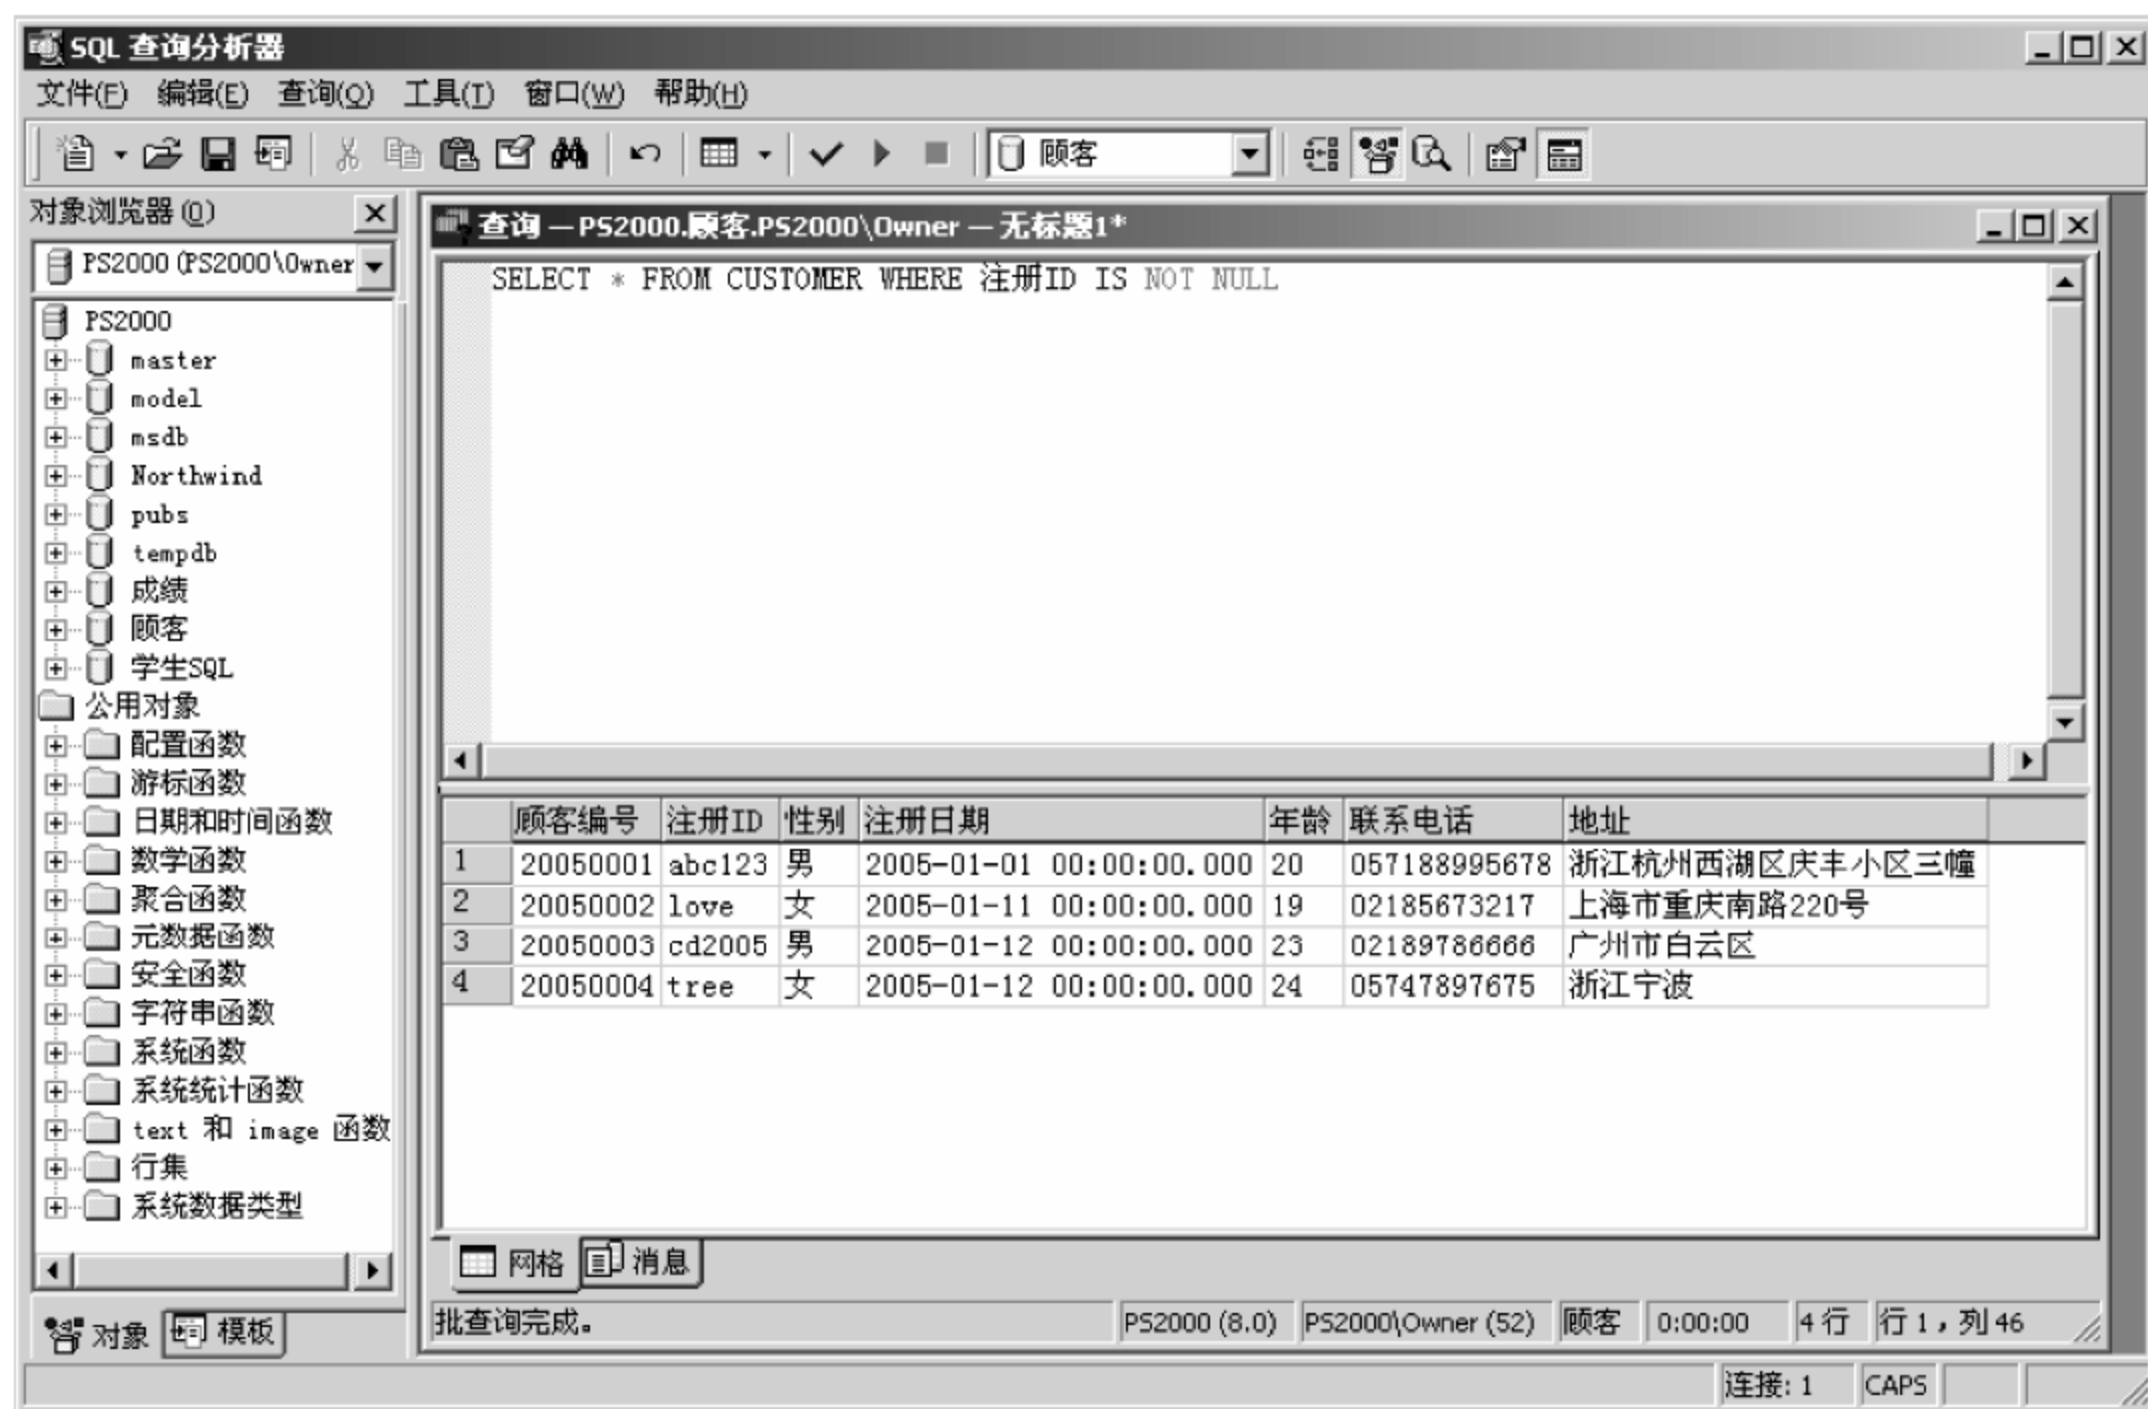 SQL 查询分析器
文件(F) 编辑(E) 查询(Q) 工具(T) 窗口(W) 帮助(H)
顾客
对象浏览器(O)
PS2000 (PS2000\Owner
PS2000
master
model
msdb
Northwind
pubs
tempdb
成绩
顾客
学生SQL
公用对象
配置函数
游标函数
日期和时间函数
数学函数
聚合函数
元数据函数
安全函数
字符串函数
系统函数
系统统计函数
text 和 image 函数
行集
系统数据类型
对象 模板
查询 — PS2000.顾客.PS2000\Owner — 无标题1*
SELECT * FROM CUSTOMER WHERE 注册ID IS NOT NULL
顾客编号 注册ID 性别 注册日期 年龄 联系电话 地址
1 20050001 abc123 男 2005-01-01 00:00:00.000 20 057188995678 浙江杭州西湖区庆丰小区三幢
2 20050002 love 女 2005-01-11 00:00:00.000 19 02185673217 上海市重庆南路220号
3 20050003 cd2005 男 2005-01-12 00:00:00.000 23 02189786666 广州市白云区
4 20050004 tree 女 2005-01-12 00:00:00.000 24 05747897675 浙江宁波
网格 消息
批查询完成。 PS2000 (8.0) PS2000\Owner (52) 顾客 0:00:00 4 行 行 1，列 46
连接: 1 CAPS